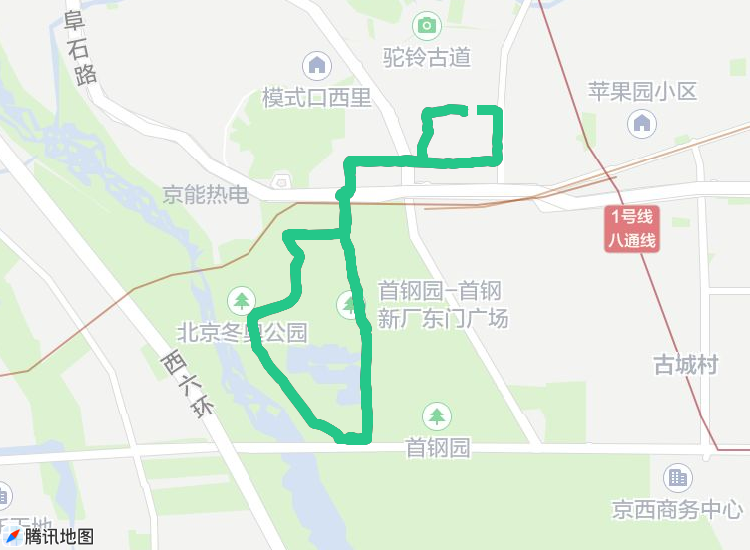 阜石路
驼铃古道
模式口西里
苹果园小区
京能热电
1号线
八通线
首钢园-首钢
新厂东门广场
北京冬奥公园
西六环
古城村
首钢园
京西商务中心
腾讯地图